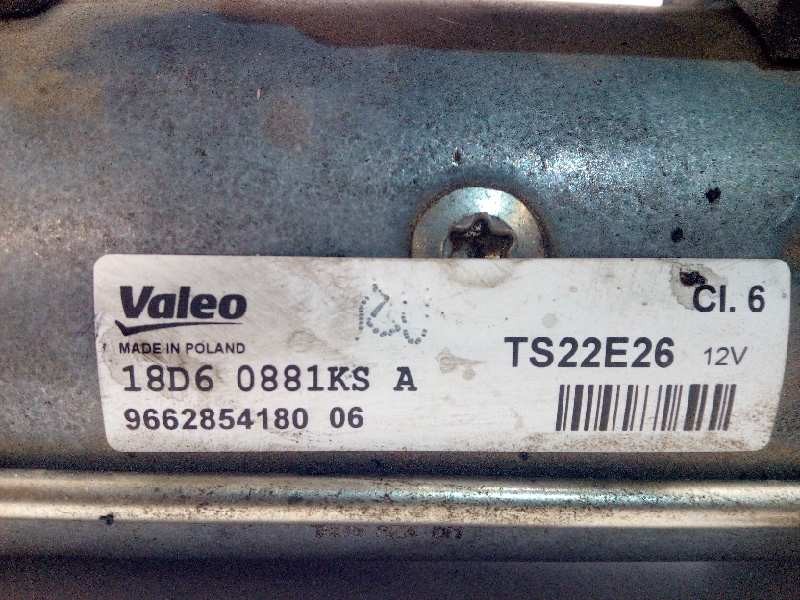 Valeo
Cl. 6
MADE IN POLAND
TS22E26 12V
18D6 0881KS A
9662854180 06